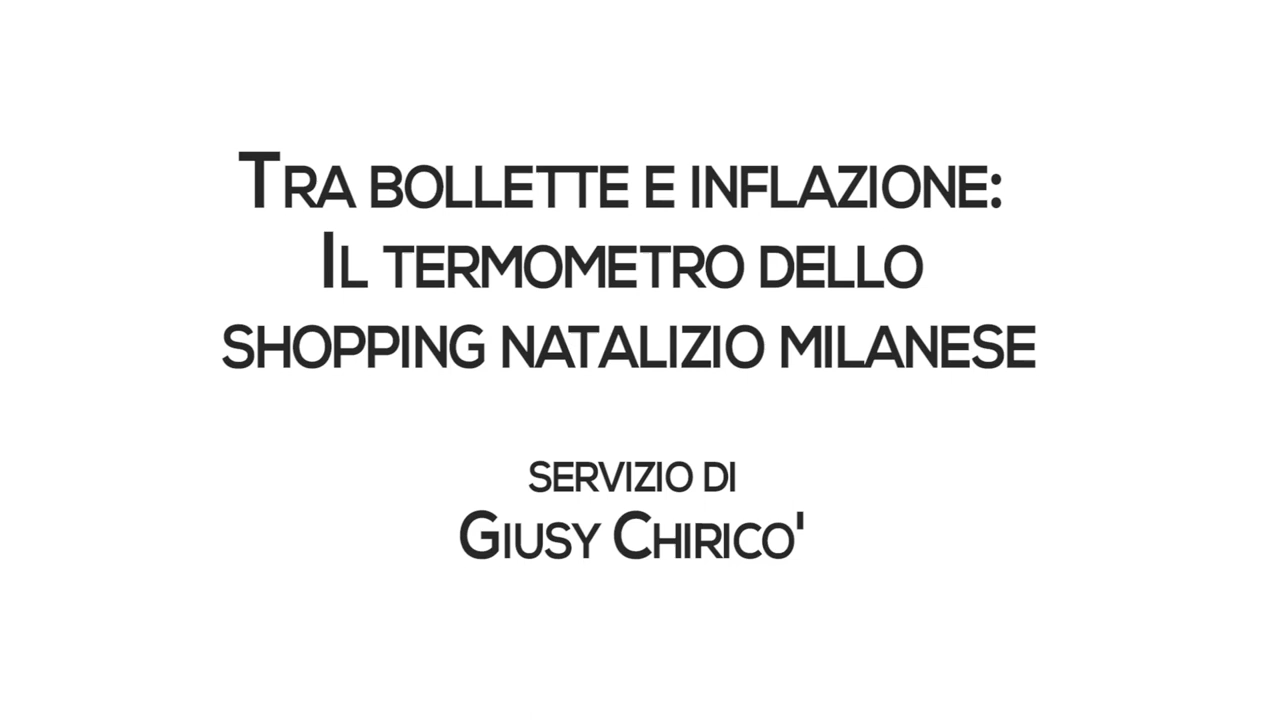 Tra bollette e inflazione:
Il termometro dello
shopping natalizio milanese
servizio di
Giusy Chirico'